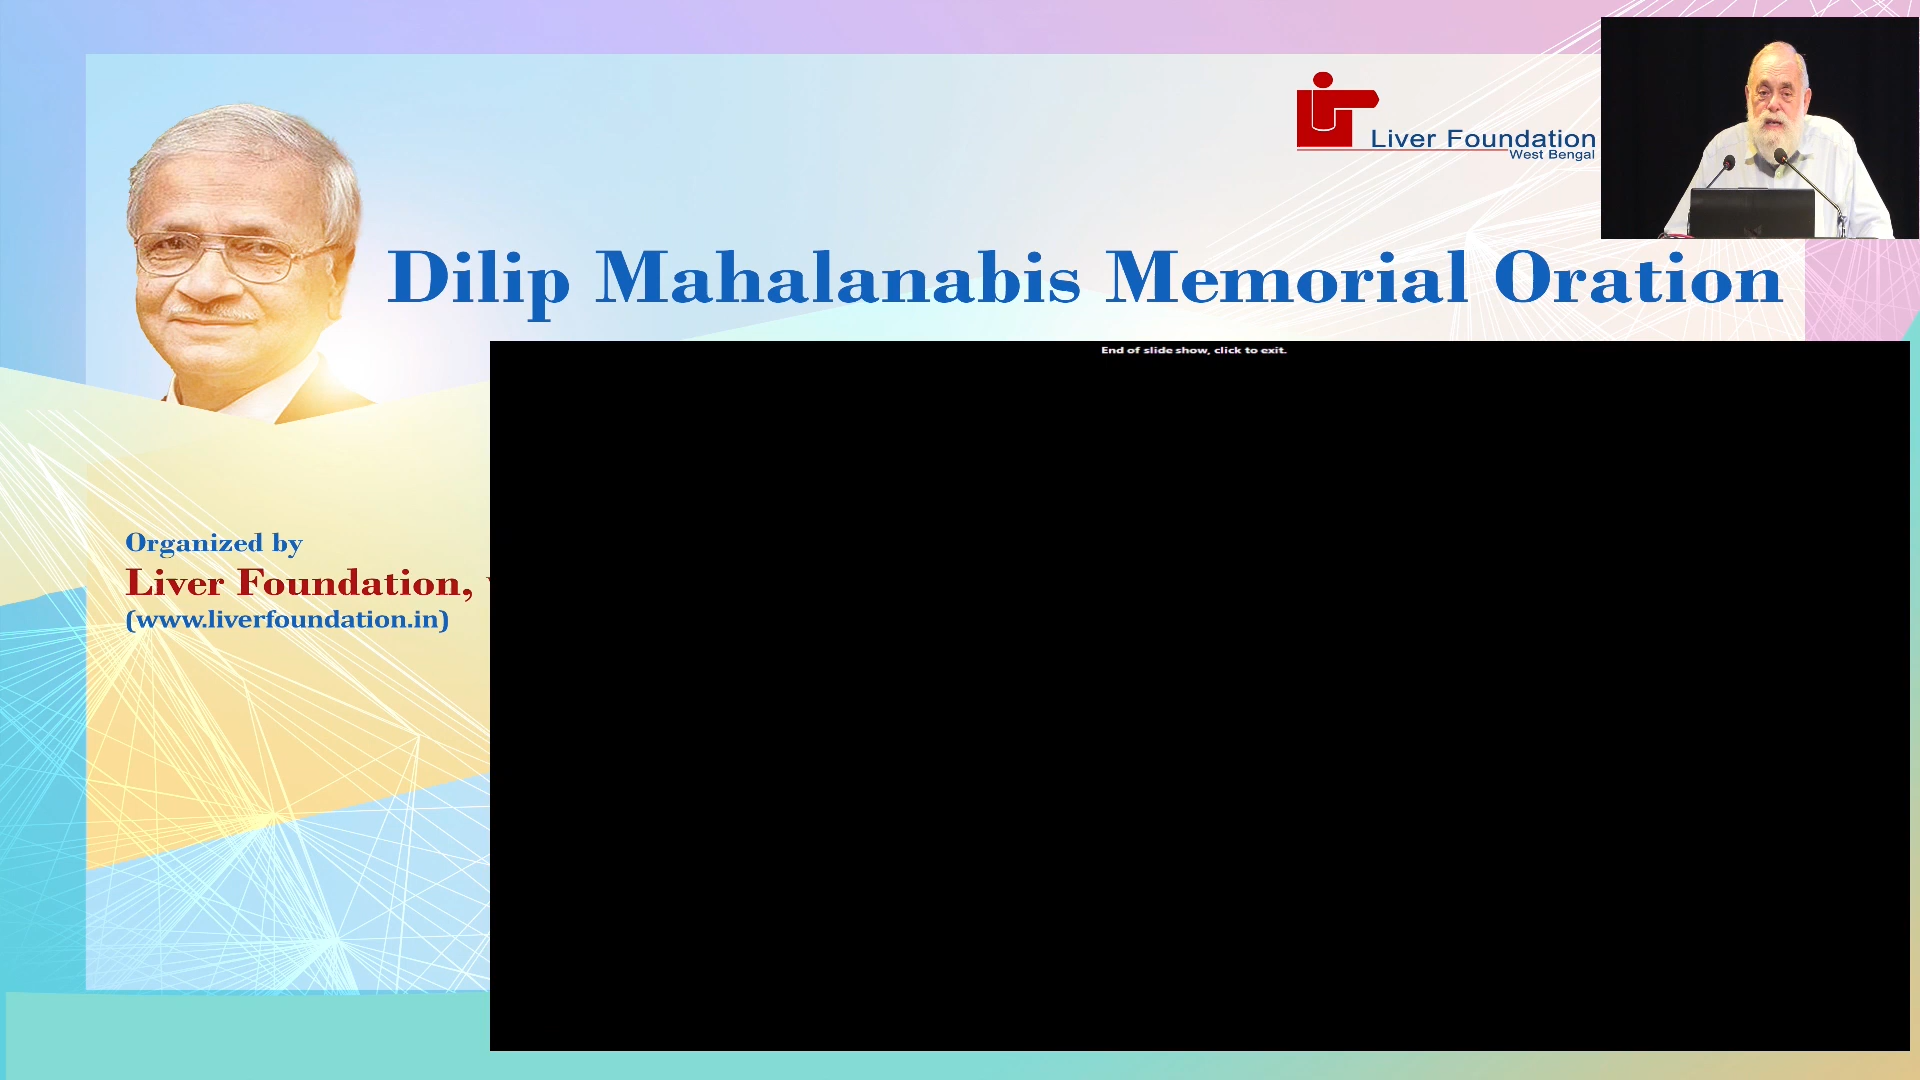 Liver Foundation
West Bengal
Dilip Mahalanabis Memorial Oration
End of slide show, click to exit.
Organized by
Liver Foundation,
(www.liverfoundation.in)